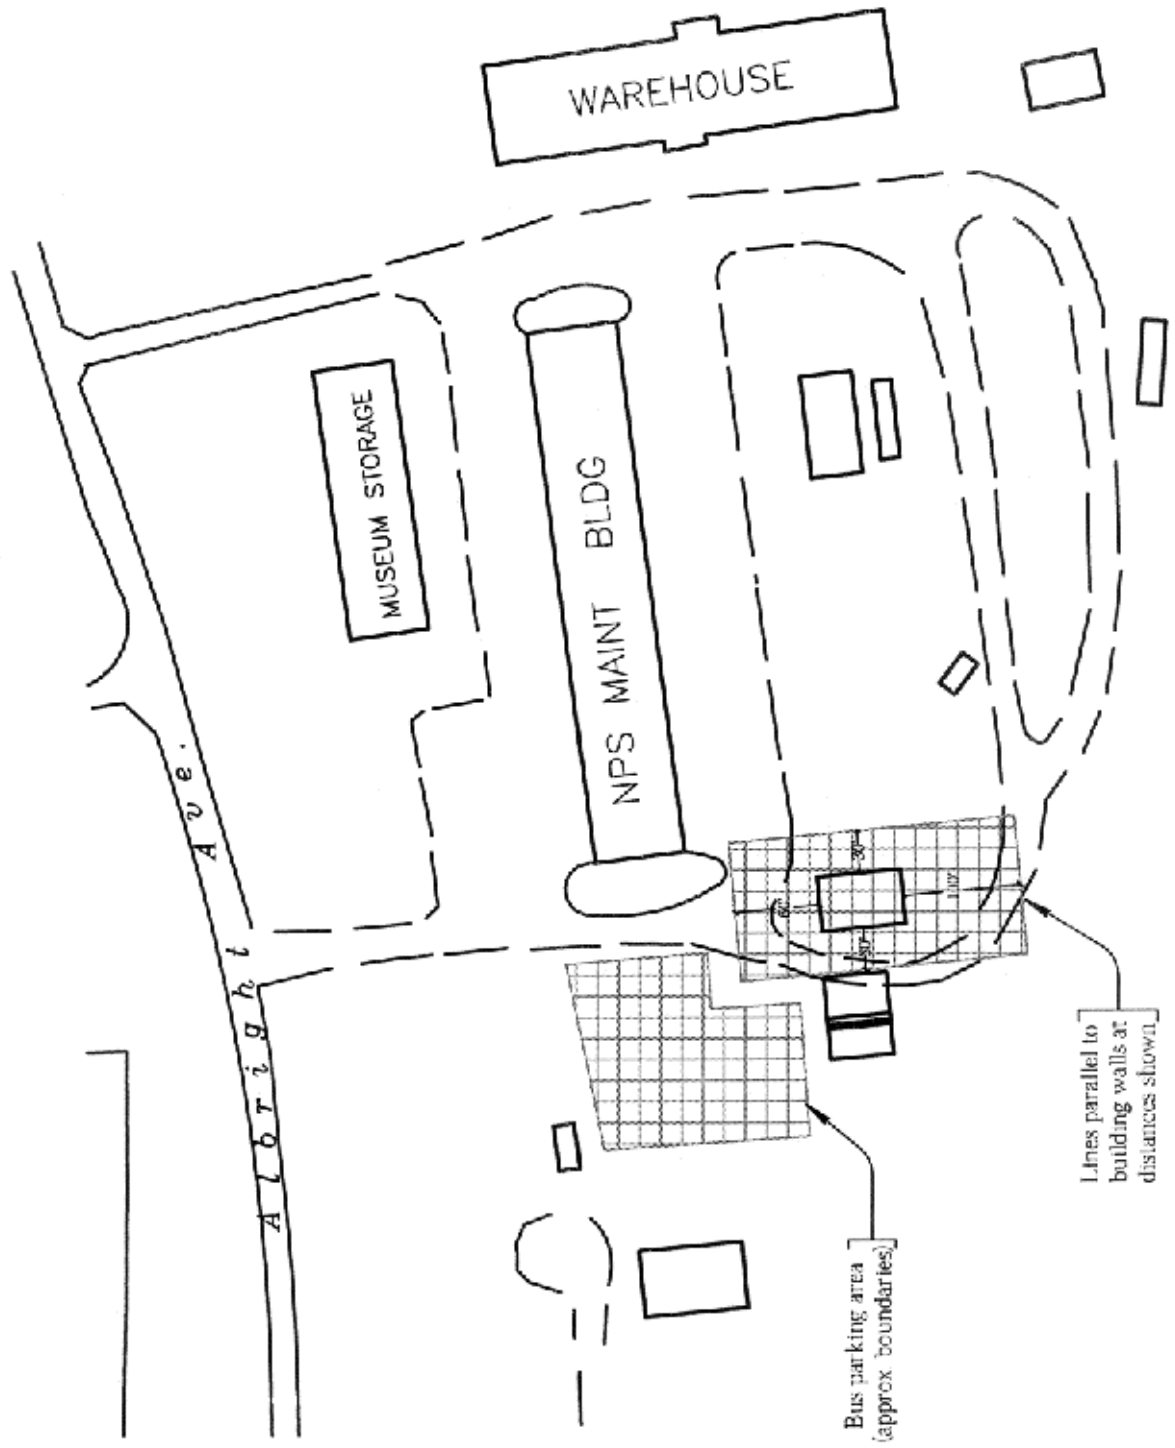 WAREHOUSE
MUSEUM STORAGE
NPS MAINT BLDG
Albright Ave.
30'
60'
100'
30'
Bus parking area
(approx boundaries)
Lines parallel to
building walls at
distances shown